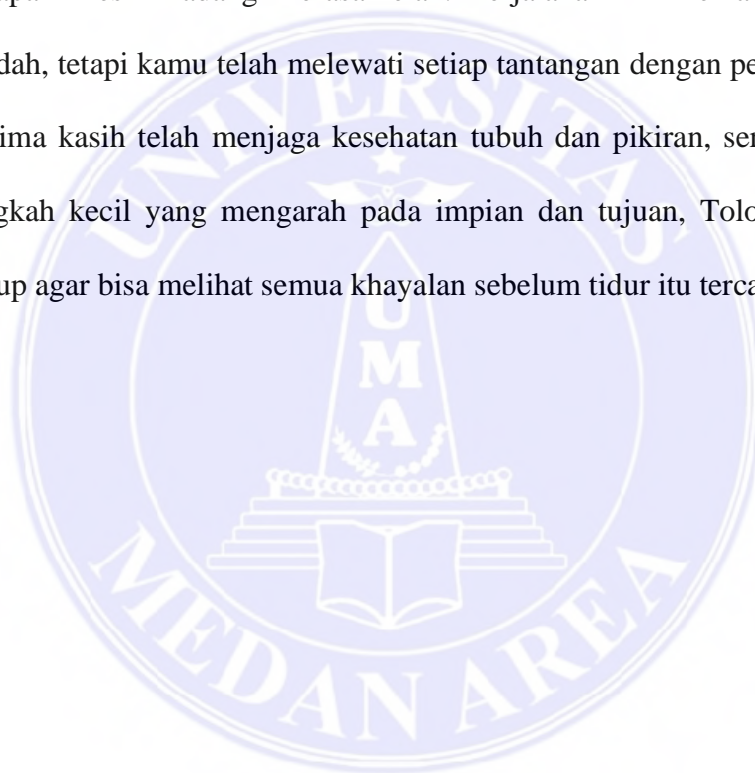 dah, tetapi kamu telah melewati setiap tantangan dengan pe
ima kasih telah menjaga kesehatan tubuh dan pikiran, ser
gkah kecil yang mengarah pada impian dan tujuan, Tolo
up agar bisa melihat semua khayalan sebelum tidur itu terca
UNIVERSITAS
UMA
MEDAN AREA